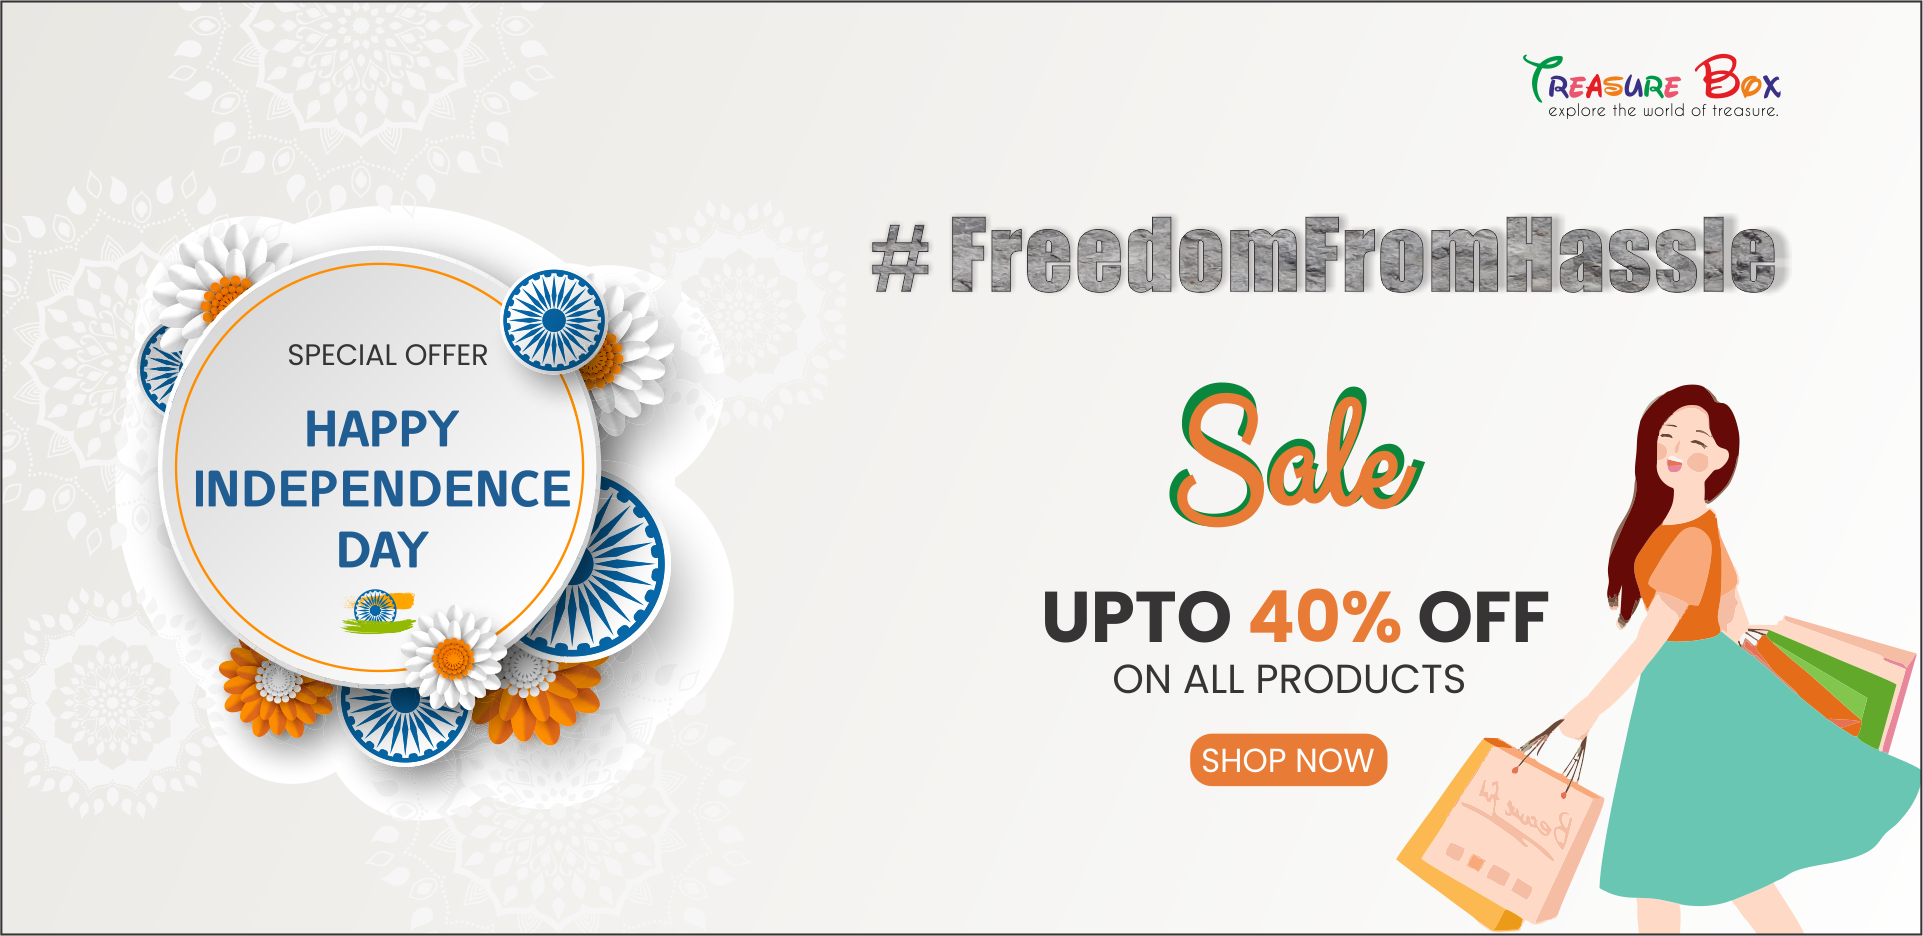 TREASURE BOX
explore the world of treasure.
# FreedomFromHassle
SPECIAL OFFER
HAPPY
INDEPENDENCE
DAY
Sale
UPTO 40% OFF
ON ALL PRODUCTS
SHOP NOW